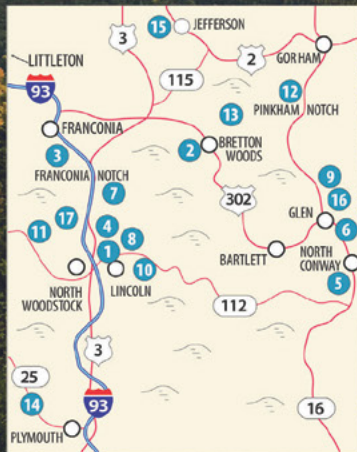 3
15
JEFFERSON
LITTLETON
2
GORHAM
93
115
12
PINKHAM NOTCH
13
FRANCONIA
2
BRETTON
WOODS
3
FRANCONIA NOTCH
7
9
302
16
17
4
GLEN
11
8
6
1
BARTLETT
NORTH
CONWAY
10
NORTH
WOODSTOCK
LINCOLN
5
112
3
25
93
14
16
PLYMOUTH